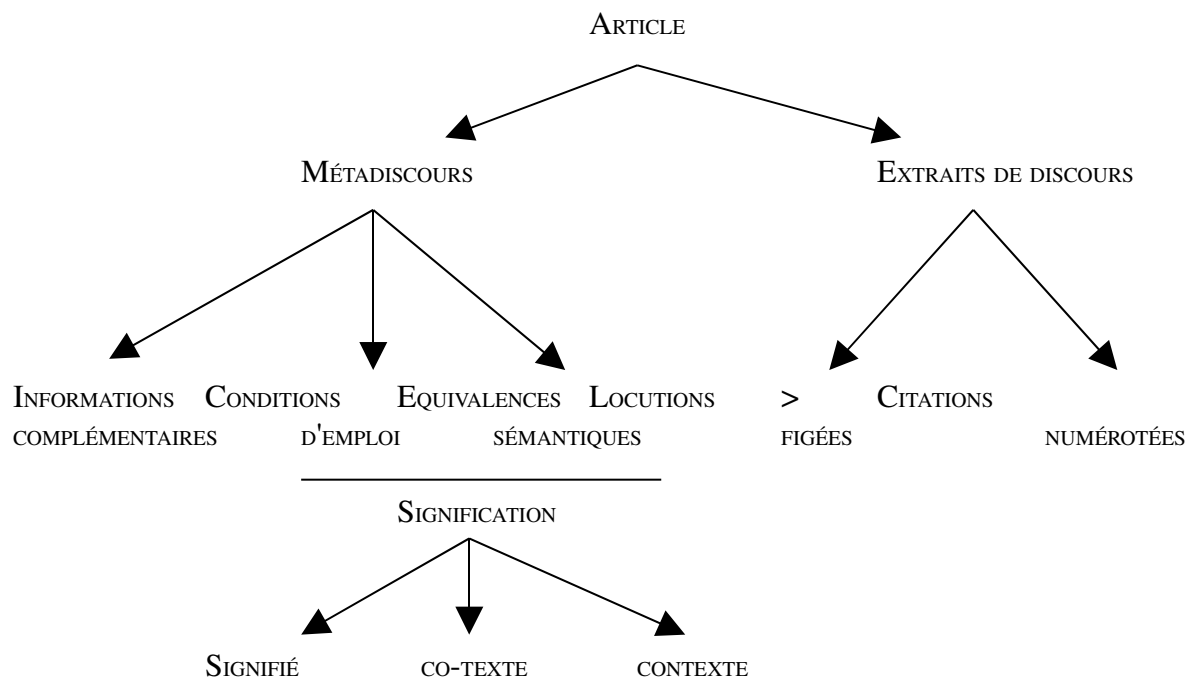 ARTICLE
MÉTADISCOURS EXTRAITS DE DISCOURS
INFORMATIONS CONDITIONS EQUIVALENCES LOCUTIONS > CITATIONS
COMPLÉMENTAIRES D'EMPLOI SÉMANTIQUES FIGÉES NUMÉROTÉES
SIGNIFICATION
SIGNIFIÉ CO-TEXTE CONTEXTE